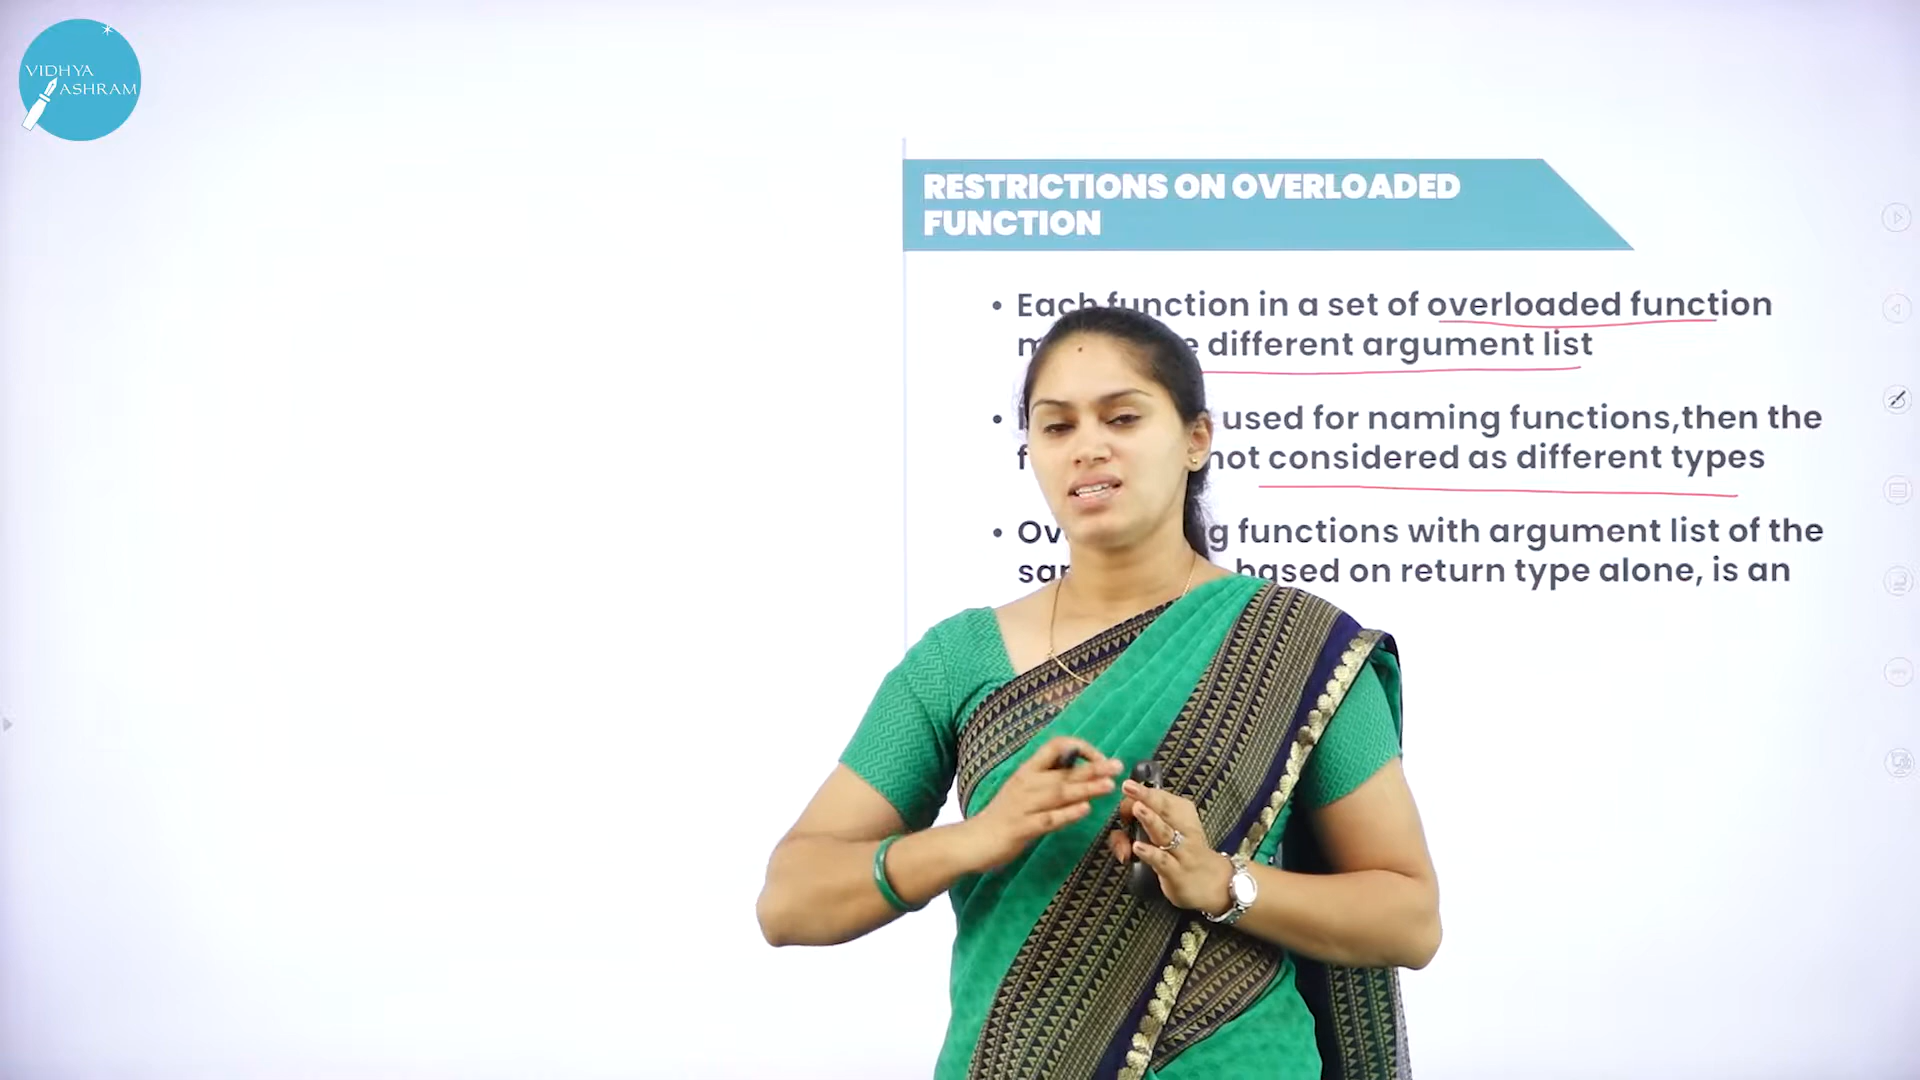 VIDHYA
ASHRAM
RESTRICTIONS ON OVERLOADED
FUNCTION
• Each function in a set of overloaded function
different argument list
• used for naming functions,then the
not considered as different types
• functions with argument list of the
based on return type alone, is an